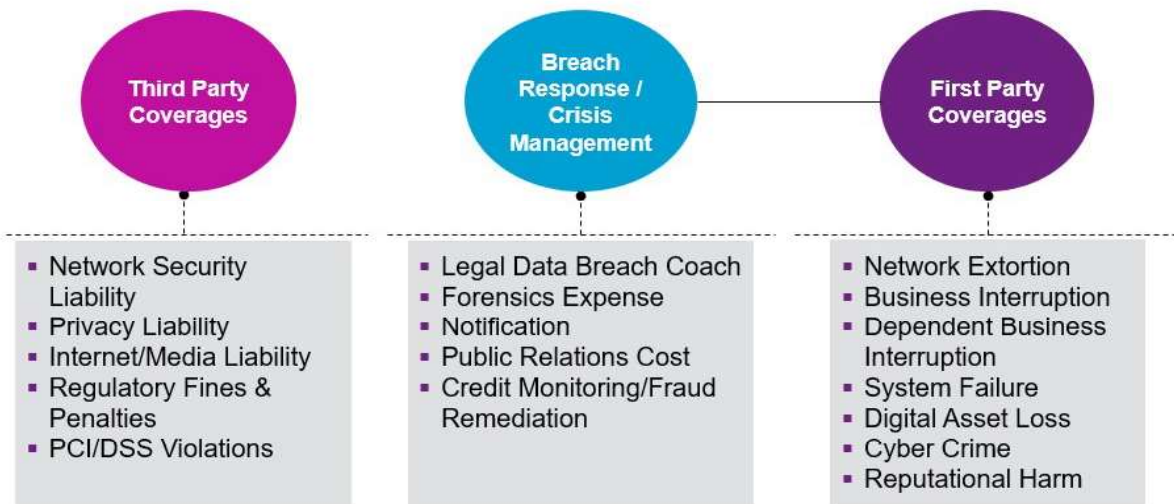 Third Party
Coverages
Breach
Response /
Crisis
Management
First Party
Coverages
▪ Network Security
Liability
▪ Privacy Liability
▪ Internet/Media Liability
▪ Regulatory Fines &
Penalties
▪ PCI/DSS Violations
▪ Legal Data Breach Coach
▪ Forensics Expense
▪ Notification
▪ Public Relations Cost
▪ Credit Monitoring/Fraud
Remediation
▪ Network Extortion
▪ Business Interruption
▪ Dependent Business
Interruption
▪ System Failure
▪ Digital Asset Loss
▪ Cyber Crime
▪ Reputational Harm